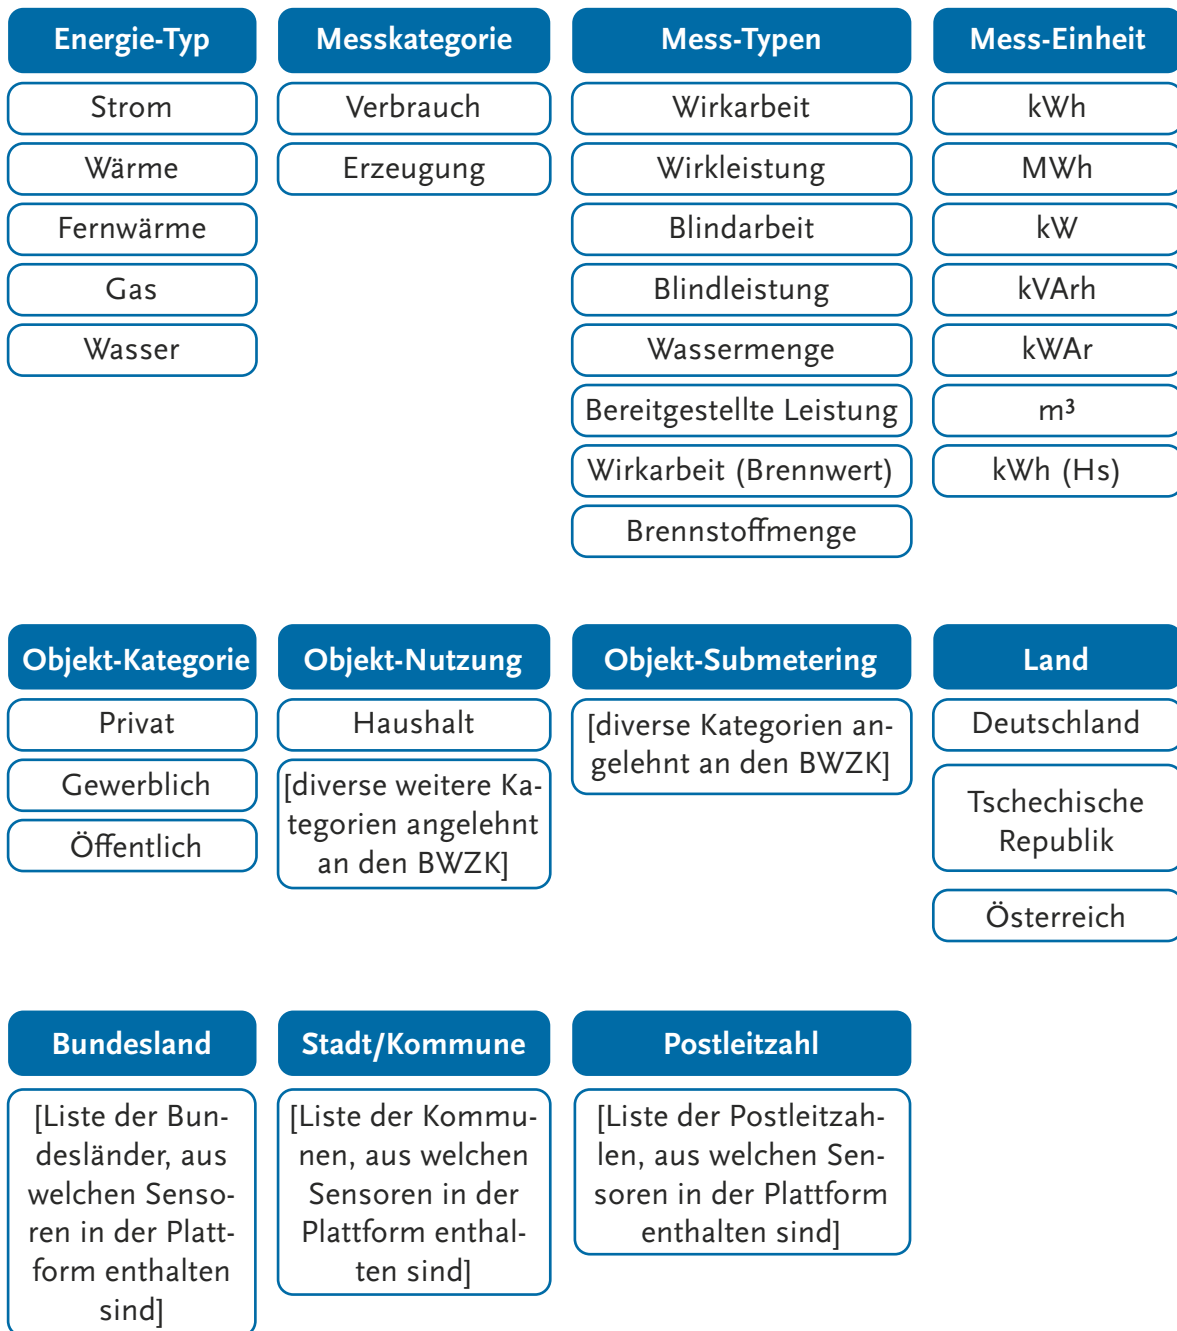 Energie-Typ
Strom
Wärme
Fernwärme
Gas
Wasser
Messkategorie
Verbrauch
Erzeugung
Mess-Typen
Wirkarbeit
Wirkleistung
Blindarbeit
Blindleistung
Wassermenge
Bereitgestellte Leistung
Wirkarbeit (Brennwert)
Brennstoffmenge
Mess-Einheit
kWh
MWh
kW
kVArh
kWAr
m³
kWh (Hs)
Objekt-Kategorie
Privat
Gewerblich
Öffentlich
Objekt-Nutzung
Haushalt
[diverse weitere Ka-
tegorien angelehnt
an den BWZK]
Objekt-Submetering
[diverse Kategorien an-
gelehnt an den BWZK]
Land
Deutschland
Tschechische
Republik
Österreich
Bundesland
[Liste der Bun-
desländer, aus
welchen Senso-
ren in der Platt-
form enthalten
sind]
Stadt/Kommune
[Liste der Kommu-
nen, aus welchen
Sensoren in der
Plattform enthal-
ten sind]
Postleitzahl
[Liste der Postleitzah-
len, aus welchen Sen-
soren in der Plattform
enthalten sind]